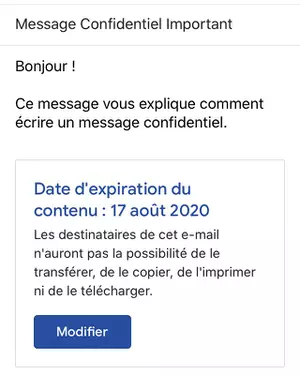 Message Confidentiel Important
Bonjour !
Ce message vous explique comment
écrire un message confidentiel.
Date d'expiration du
contenu : 17 août 2020
Les destinataires de cet e-mail
n'auront pas la possibilité de le
transférer, de le copier, de l'imprimer
ni de le télécharger.
Modifier